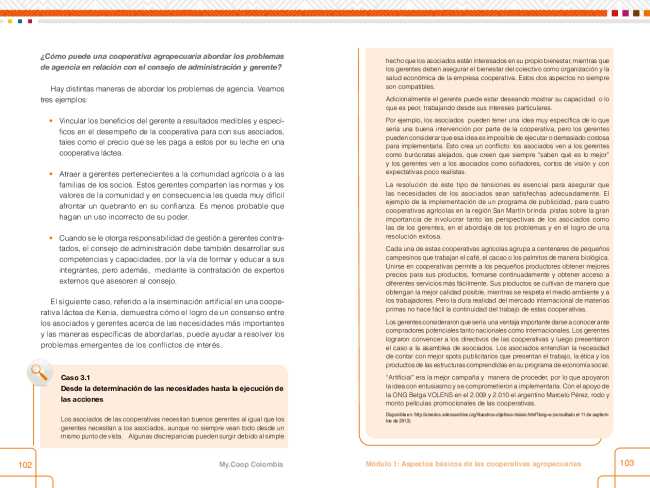 ¿Cómo puede una cooperativa agropecuaria abordar los problemas
de agencia en relación con el consejo de administración y gerente?
Hay distintas maneras de abordar los problemas de agencia. Veamos
tres ejemplos:
• Vincular los beneficios del gerente a resultados medibles y especí-
ficos en el desempeño de la cooperativa para con sus asociados,
tales como el precio que se les paga a estos por su leche en una
cooperativa láctea.
• Atraer a gerentes pertenecientes a la comunidad agrícola o a las
familias de los socios. Estos gerentes comparten las normas y los
valores de la comunidad y en consecuencia les queda muy difícil
afrontar un quebranto en su confianza. Es menos probable que
hagan un uso incorrecto de su poder.
• Cuando se le otorga responsabilidad de gestión a gerentes contra-
tados, el consejo de administración debe también desarrollar sus
competencias y capacidades, por la vía de formar y educar a sus
integrantes, pero además, mediante la contratación de expertos
externos que asesoren al consejo.
El siguiente caso, referido a la inseminación artificial en una coope-
rativa láctea de Kenia, demuestra cómo el logro de un consenso entre
los asociados y gerentes acerca de las necesidades más importantes
y las maneras específicas de abordarlas, puede ayudar a resolver los
problemas emergentes de los conflictos de interés.
Caso 3.1
Desde la determinación de las necesidades hasta la ejecución de
las acciones
Los asociados de las cooperativas necesitan buenos gerentes al igual que los
gerentes necesitan a los asociados, aunque no siempre vean todo desde un
mismo punto de vista. Algunas discrepancias pueden surgir debido al simple
102
My.Coop Colombia
hecho que los asociados están interesados en su propio bienestar, mientras que
los gerentes deben asegurar el bienestar del colectivo como organización y la
salud económica de la empresa cooperativa. Estos dos aspectos no siempre
son compatibles.
Adicionalmente el gerente puede estar deseando mostrar su capacidad o lo
que es peor, trabajando desde sus intereses particulares.
Por ejemplo, los asociados pueden tener una idea muy específica de lo que
sería una buena intervención por parte de la cooperativa, pero los gerentes
pueden considerar que esa idea es imposible de ejecutar o demasiado costosa
para implementarla. Esto crea un conflicto: los asociados ven a los gerentes
como burócratas alejados, que creen que siempre "saben qué es lo mejor"
y los gerentes ven a los asociados como soñadores, cortos de visión y con
expectativas poco realistas.
La resolución de este tipo de tensiones es esencial para asegurar que
las necesidades de los asociados sean satisfechas adecuadamente. El
ejemplo de la implementación de un programa de publicidad, para cuatro
cooperativas agrícolas en la región San Martín brinda pistas sobre la gran
importancia de involucrar tanto las perspectivas de los asociados como
las de los gerentes, en el abordaje de los problemas y en el logro de una
resolución exitosa.
Cada una de estas cooperativas agrícolas agrupa a centenares de pequeños
campesinos que trabajan el café, el cacao o los palmitos de manera biológica.
Unirse en cooperativas permite a los pequeños productores obtener mejores
precios para sus productos, formarse continuamente y obtener acceso a
diferentes servicios más fácilmente. Sus productos se cultivan de manera que
obtengan la mejor calidad posible, mientras se respeta el medio ambiente y a
los trabajadores. Pero la dura realidad del mercado internacional de materias
primas no hace fácil la continuidad del trabajo de estas cooperativas.
Los gerentes consideraron que sería una ventaja importante darse a conocer ante
compradores potenciales tanto nacionales como internacionales. Los gerentes
lograron convencer a los directivos de las cooperativas y luego presentaron
el caso a la asamblea de asociados. Los asociados entendían la necesidad
de contar con mejor spots publicitarios que presentan el trabajo, la ética y los
productos de las estructuras comprendidas en su programa de economía social.
"Artificial" era la mejor campaña y manera de proceder, por lo que apoyaron
la idea con entusiasmo y se comprometieron a implementarla. Con el apoyo de
la ONG Belga VOLENS en el 2.009 y 2.010 el argentino Marcelo Pérez, rodo y
monto películas promocionales de las cooperativas.
Módulo 1: Aspectos básicos de las cooperativas agropecuarias
103